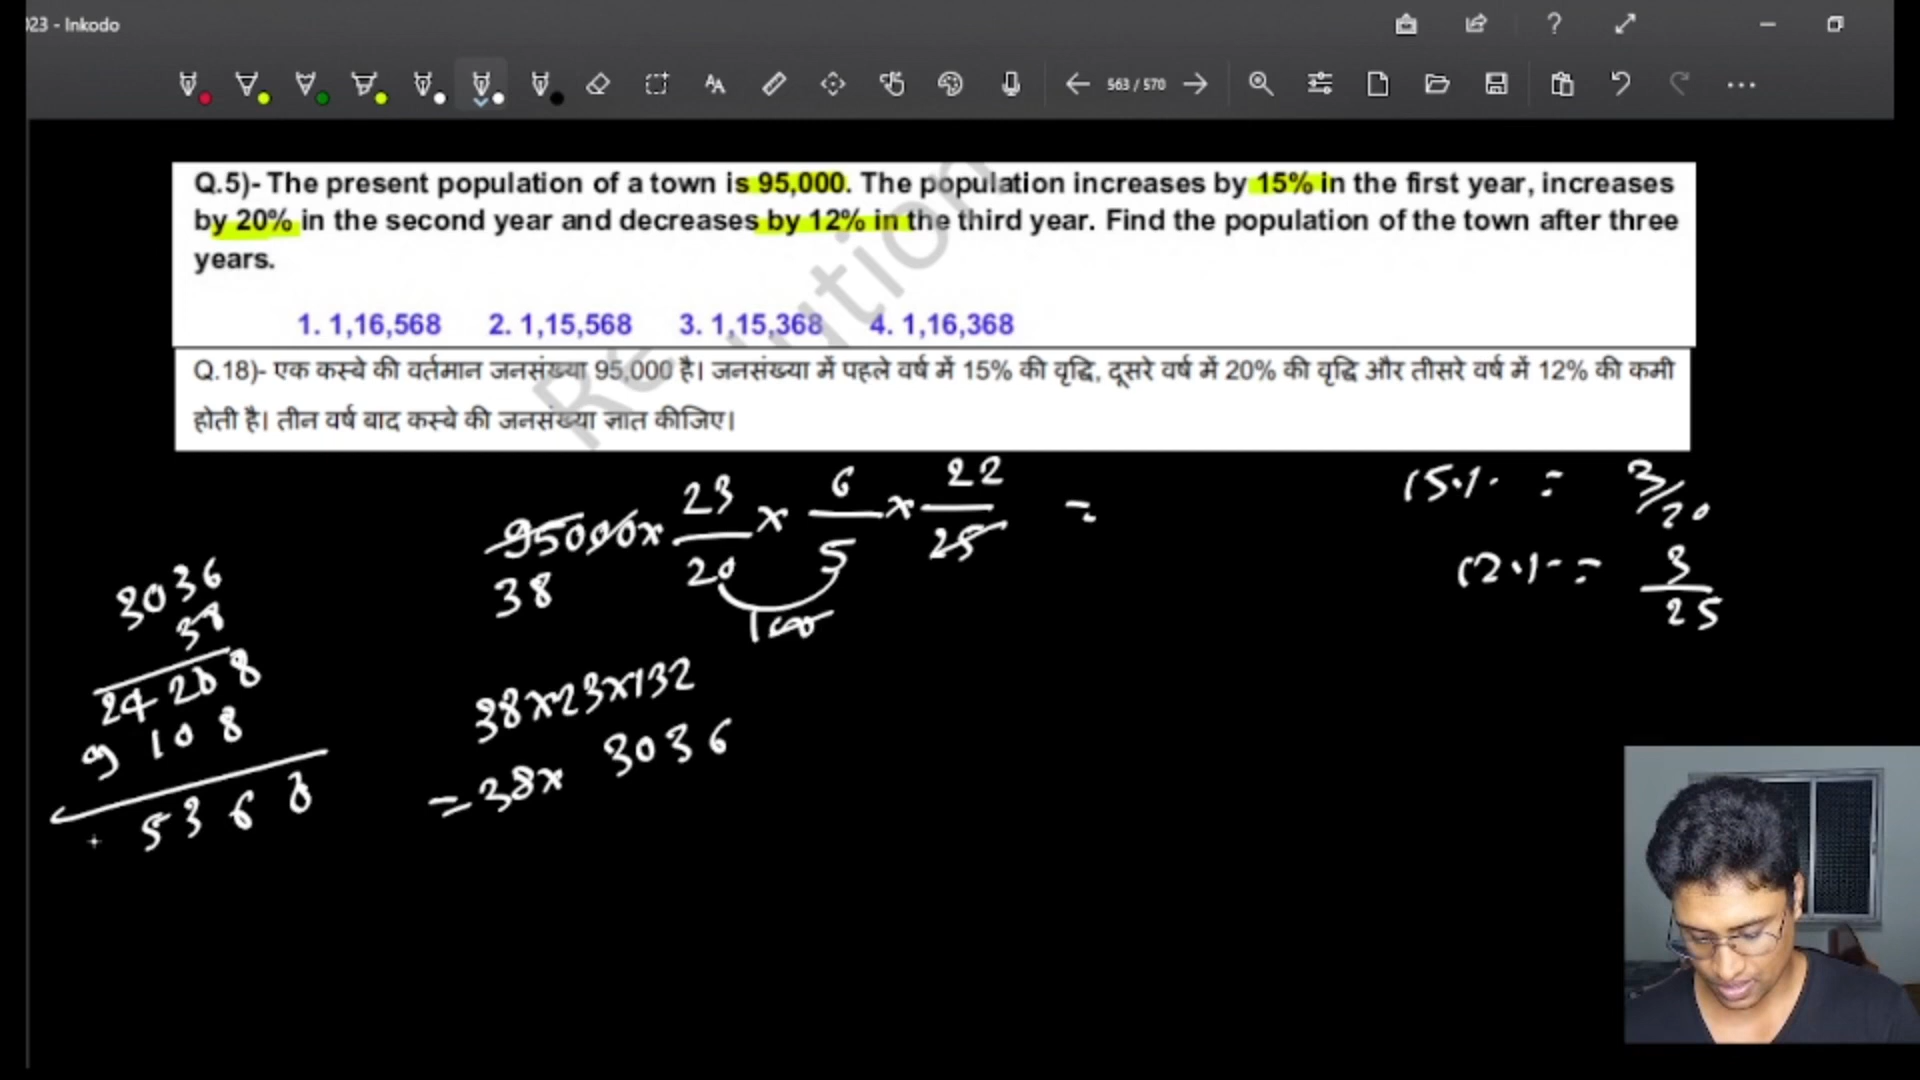 023 - Inkodo
563 / 570
Q.5)- The present population of a town is 95,000. The population increases by 15% in the first year, increases
by 20% in the second year and decreases by 12% in the third year. Find the population of the town after three
years.
1. 1,16,568 2. 1,15,568 3. 1,15,368 4. 1,16,368
Q.18)- एक कस्बे की वर्तमान जनसंख्या 95,000 है। जनसंख्या में पहले वर्ष में 15% की वृद्धि, दूसरे वर्ष में 20% की वृद्धि और तीसरे वर्ष में 12% की कमी
होती है। तीन वर्ष बाद कस्बे की जनसंख्या ज्ञात कीजिए।
95000 x 23/20 x 6/5 x 22/25 =
38
100
38x23x132
=38x 3036
3036
38
24288
9108
5368
15% = 3/20
12% = 3/25